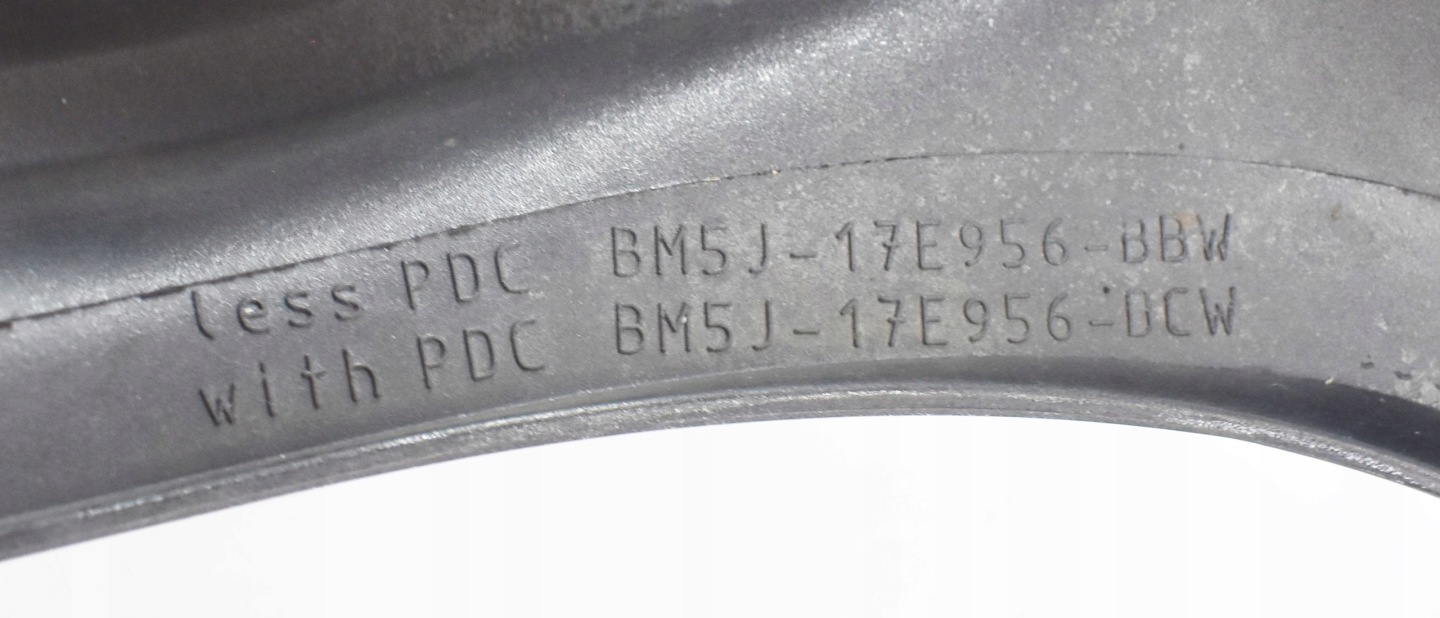 less PDC BM5J-17E956-BBW
with PDC BM5J-17E956-DCW